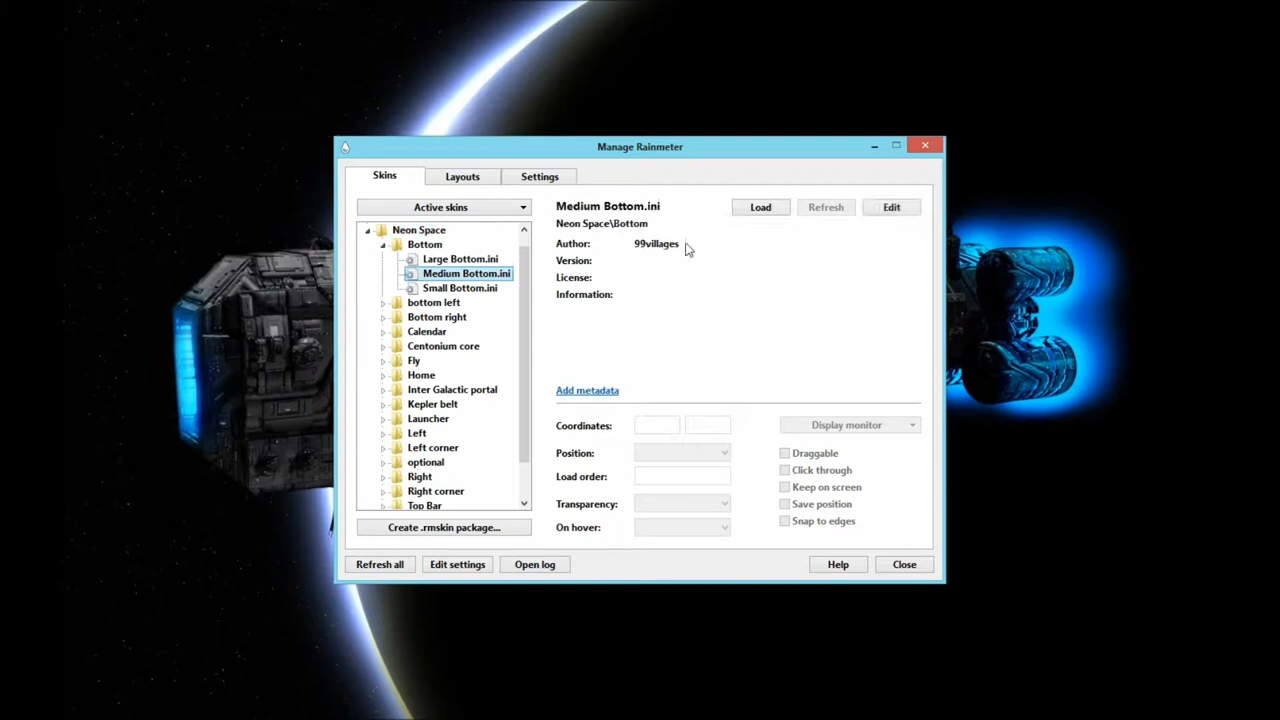 Manage Rainmeter
Skins
Layouts
Settings
Active skins
Neon Space
Bottom
Large Bottom.ini
Medium Bottom.ini
Small Bottom.ini
bottom left
Bottom right
Calendar
Centonium core
Fly
Home
Inter Galactic portal
Kepler belt
Launcher
Left
Left corner
optional
Right
Right corner
Top Bar
Create .rmskin package...
Medium Bottom.ini
Load
Refresh
Edit
Neon Space\Bottom
Author: 99villages
Version:
License:
Information:
Add metadata
Coordinates:
Display monitor
Position:
Draggable
Load order:
Click through
Keep on screen
Transparency:
Save position
On hover:
Snap to edges
Refresh all
Edit settings
Open log
Help
Close